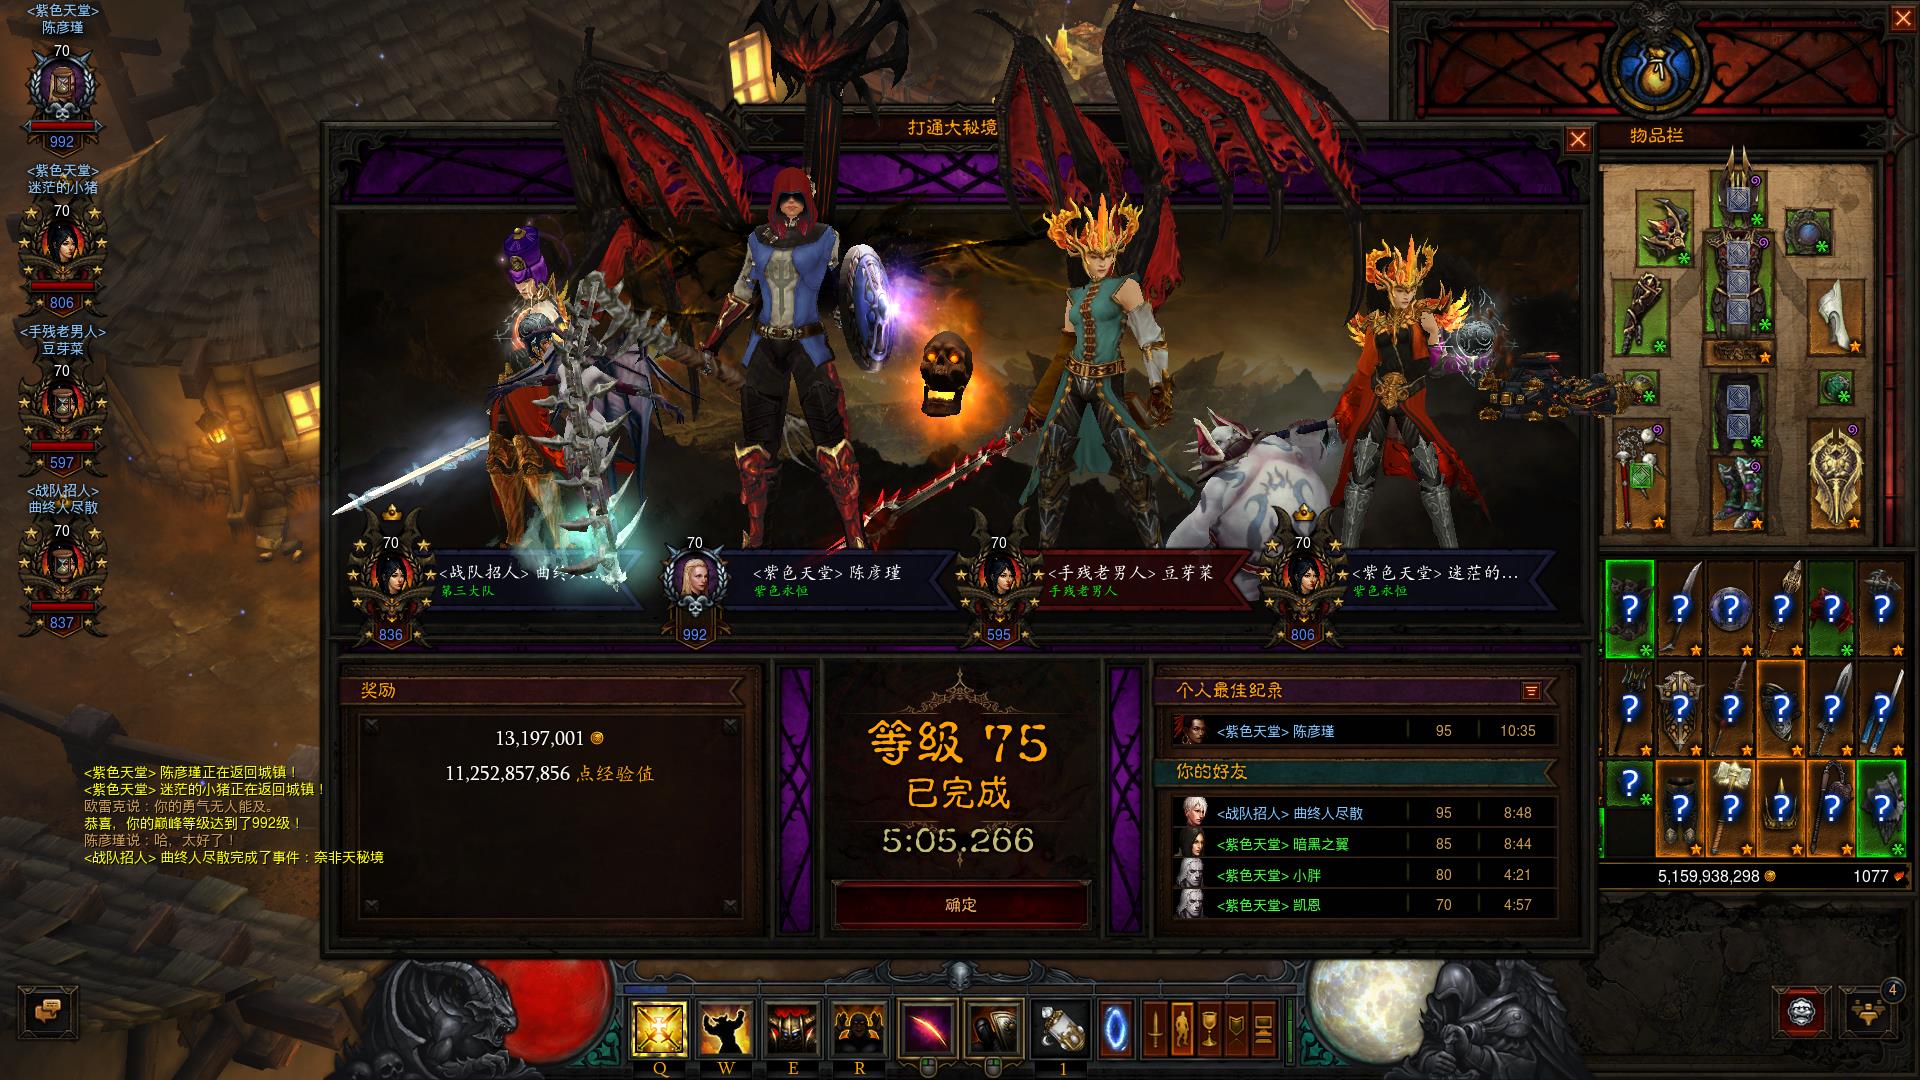 <紫色天堂>
陈彦瑾
70
992
<紫色天堂>
迷茫的小猪
70
806
<手残老男人>
豆芽菜
70
597
<战队招人>
曲终人尽散
70
837
打通大秘境
物品栏
70
<战队招人> 曲终人...
第三大队
836
70
<紫色天堂> 陈彦瑾
紫色永恒
992
70
<手残老男人> 豆芽菜
手残老男人
595
70
<紫色天堂> 迷茫的...
紫色永恒
806
奖励
13,197,001
11,252,857,856 点经验值
等级 75
已完成
5:05.266
确定
个人最佳纪录
<紫色天堂> 陈彦瑾 95 10:35
你的好友
<战队招人> 曲终人尽散 95 8:48
<紫色天堂> 暗黑之翼 85 8:44
<紫色天堂> 小胖 80 4:21
<紫色天堂> 凯恩 70 4:57
<紫色天堂> 陈彦瑾正在返回城镇！
<紫色天堂> 迷茫的小猪正在返回城镇！
欧雷克说：你的勇气无人能及。
恭喜，你的巅峰等级达到了992级！
陈彦瑾说：哈，太好了！
<战队招人> 曲终人尽散完成了事件：奈非天秘境
? ? ? ? ? ?
? ? ? ? ? ?
? ? ? ? ? ?
5,159,938,298 1077
Q W E R 1
4